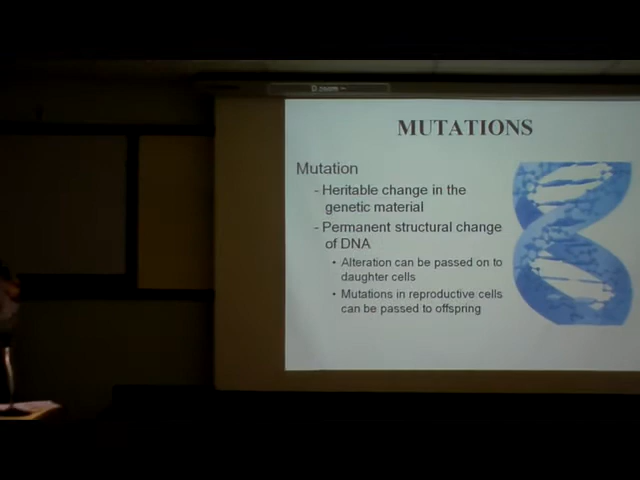 D.zoom
MUTATIONS
Mutation
- Heritable change in the
genetic material
- Permanent structural change
of DNA
• Alteration can be passed on to
daughter cells
• Mutations in reproductive cells
can be passed to offspring